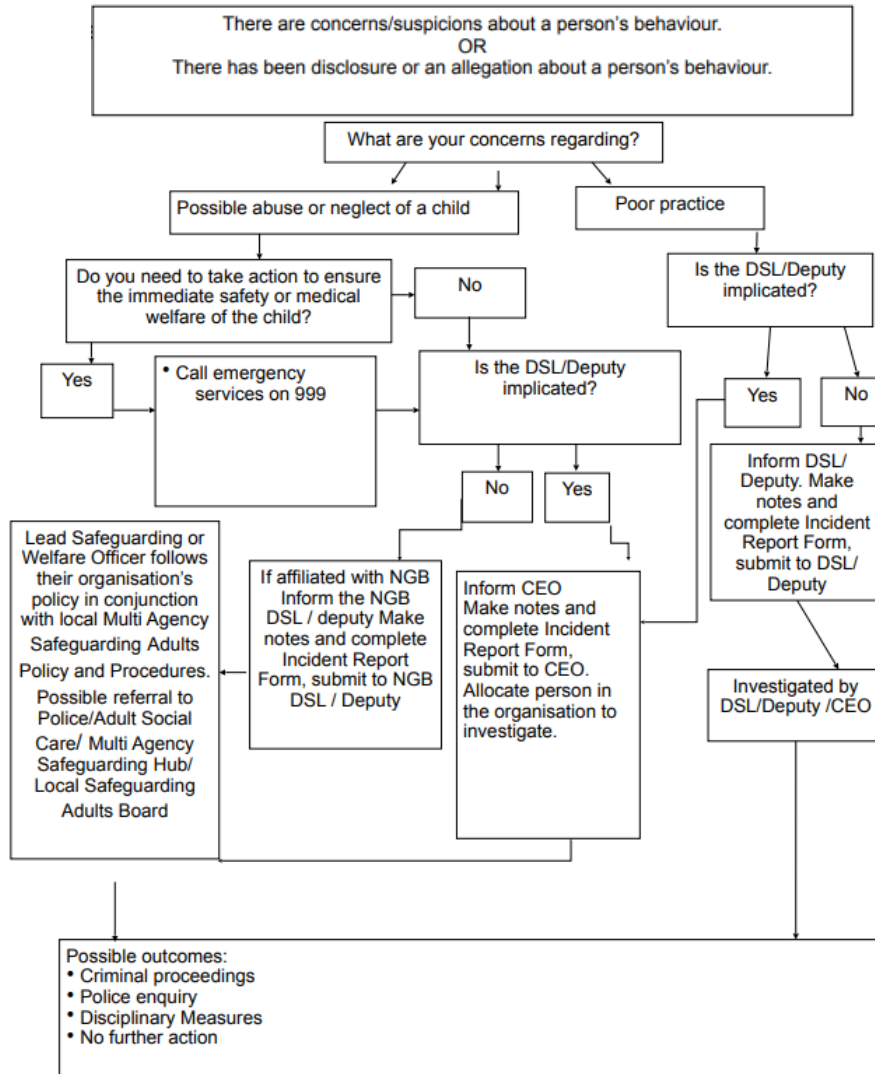 There are concerns/suspicions about a person's behaviour.
OR
There has been disclosure or an allegation about a person's behaviour.
What are your concerns regarding?
Possible abuse or neglect of a child
Poor practice
Do you need to take action to ensure
the immediate safety or medical
welfare of the child?
No
Is the DSL/Deputy
implicated?
Yes
• Call emergency
services on 999
Is the DSL/Deputy
implicated?
Yes
No
No
Yes
Inform DSL/
Deputy. Make
notes and
complete Incident
Report Form,
submit to DSL/
Deputy
Lead Safeguarding or
Welfare Officer follows
their organisation's
policy in conjunction
with local Multi Agency
Safeguarding Adults
Policy and Procedures.
Possible referral to
Police/Adult Social
Care/ Multi Agency
Safeguarding Hub/
Local Safeguarding
Adults Board
If affiliated with NGB
Inform the NGB
DSL / deputy Make
notes and complete
Incident Report
Form, submit to NGB
DSL / Deputy
Inform CEO
Make notes and
complete Incident
Report Form,
submit to CEO.
Allocate person in
the organisation to
investigate.
Investigated by
DSL/Deputy /CEO
Possible outcomes:
• Criminal proceedings
• Police enquiry
• Disciplinary Measures
• No further action